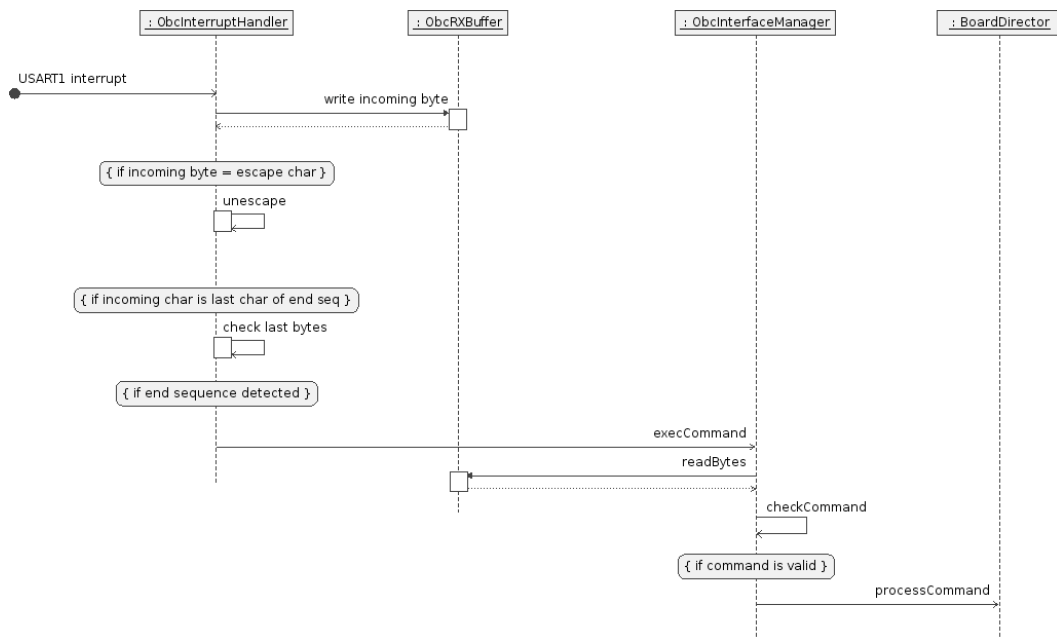 : ObcInterruptHandler
: ObcRXBuffer
: ObcInterfaceManager
: BoardDirector
USART1 interrupt
write incoming byte
{ if incoming byte = escape char }
unescape
{ if incoming char is last char of end seq }
check last bytes
{ if end sequence detected }
execCommand
readBytes
checkCommand
{ if command is valid }
processCommand